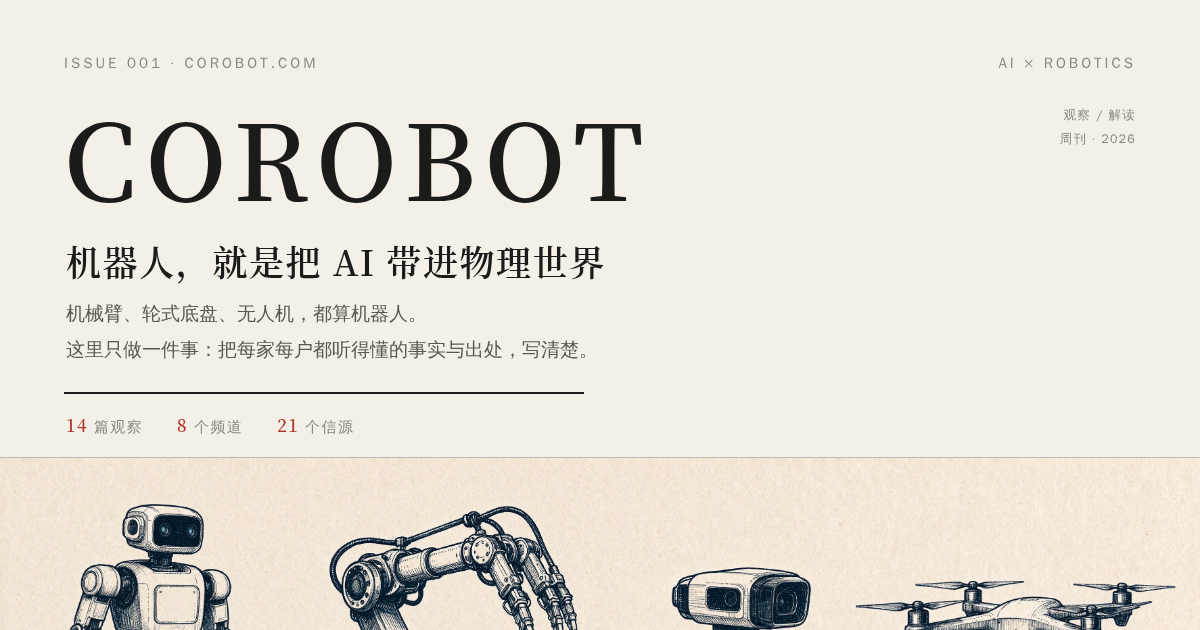 ISSUE 001 · COROBOT.COM
AI × ROBOTICS
观察 / 解读
周刊 · 2026
COROBOT
机器人，就是把 AI 带进物理世界
机械臂、轮式底盘、无人机，都算机器人。
这里只做一件事：把每家每户都听得懂的事实与出处，写清楚。
14 篇观察 8 个频道 21 个信源